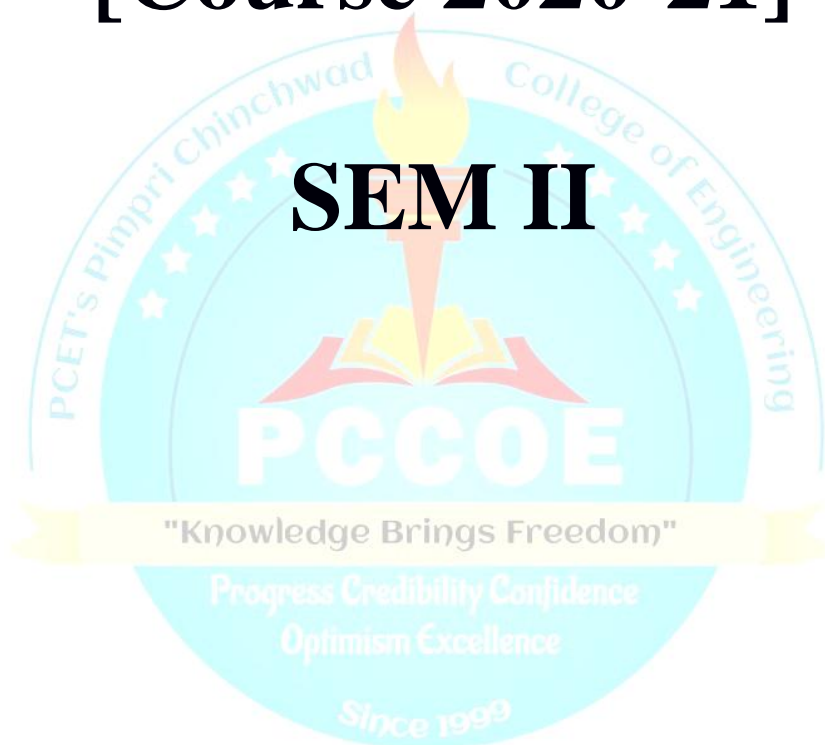 [Course 2020-21]
PCET's Pimpri Chinchwad College of Engineering
SEM II
PCCOE
"Knowledge Brings Freedom"
Progress Credibility Confidence
Optimism Excellence
Since 1999